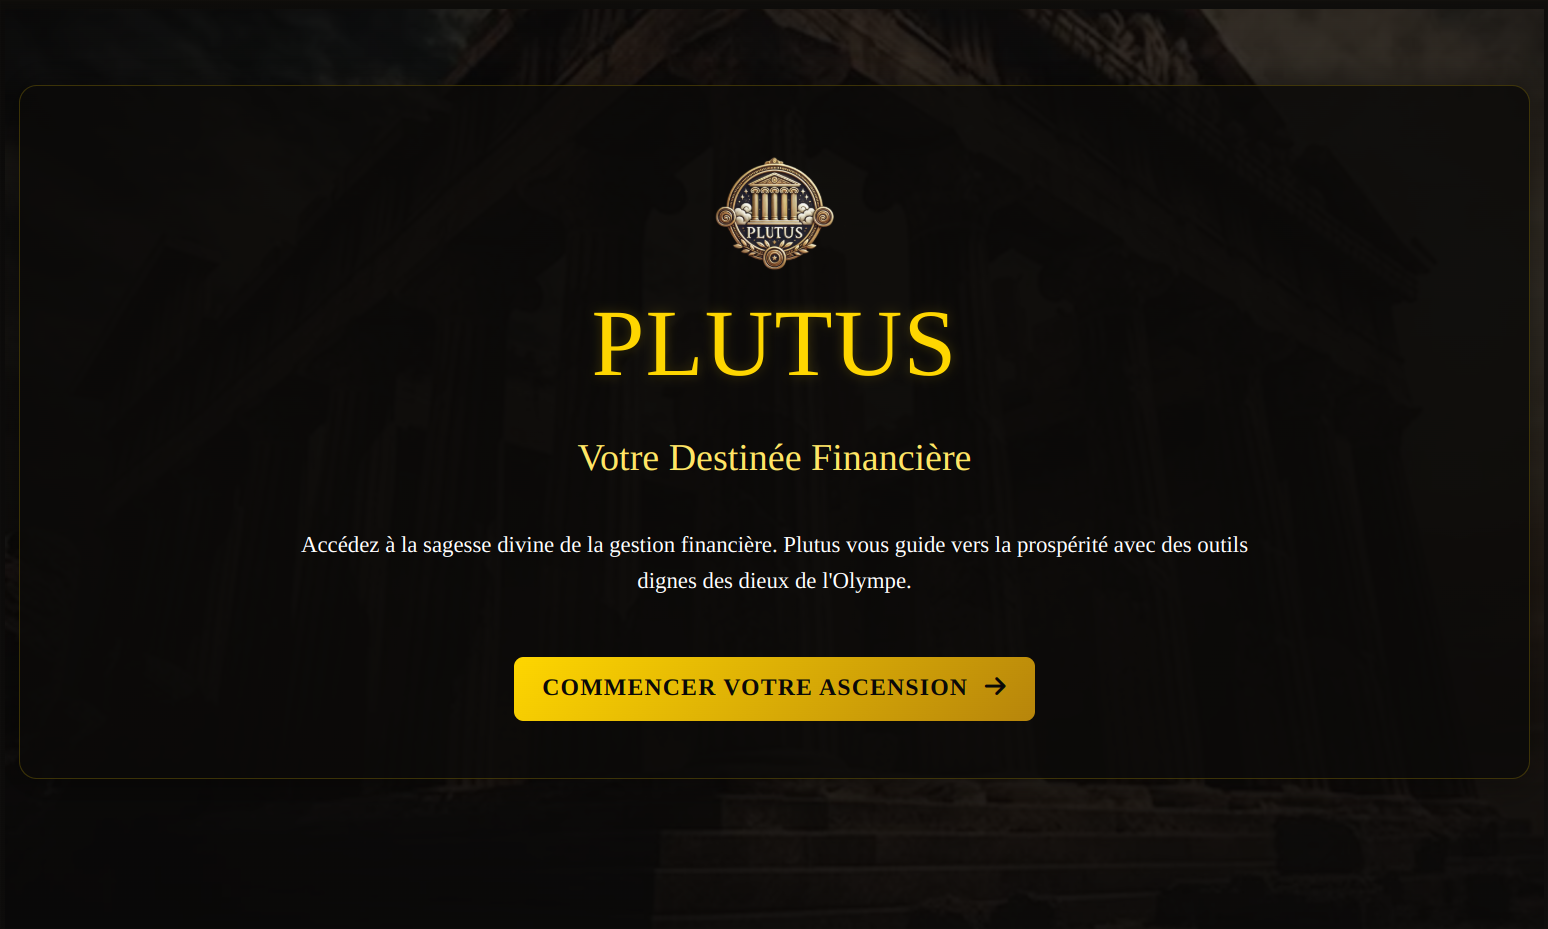 PLUTUS
PLUTUS
Votre Destinée Financière
Accédez à la sagesse divine de la gestion financière. Plutus vous guide vers la prospérité avec des outils
dignes des dieux de l'Olympe.
COMMENCER VOTRE ASCENSION →